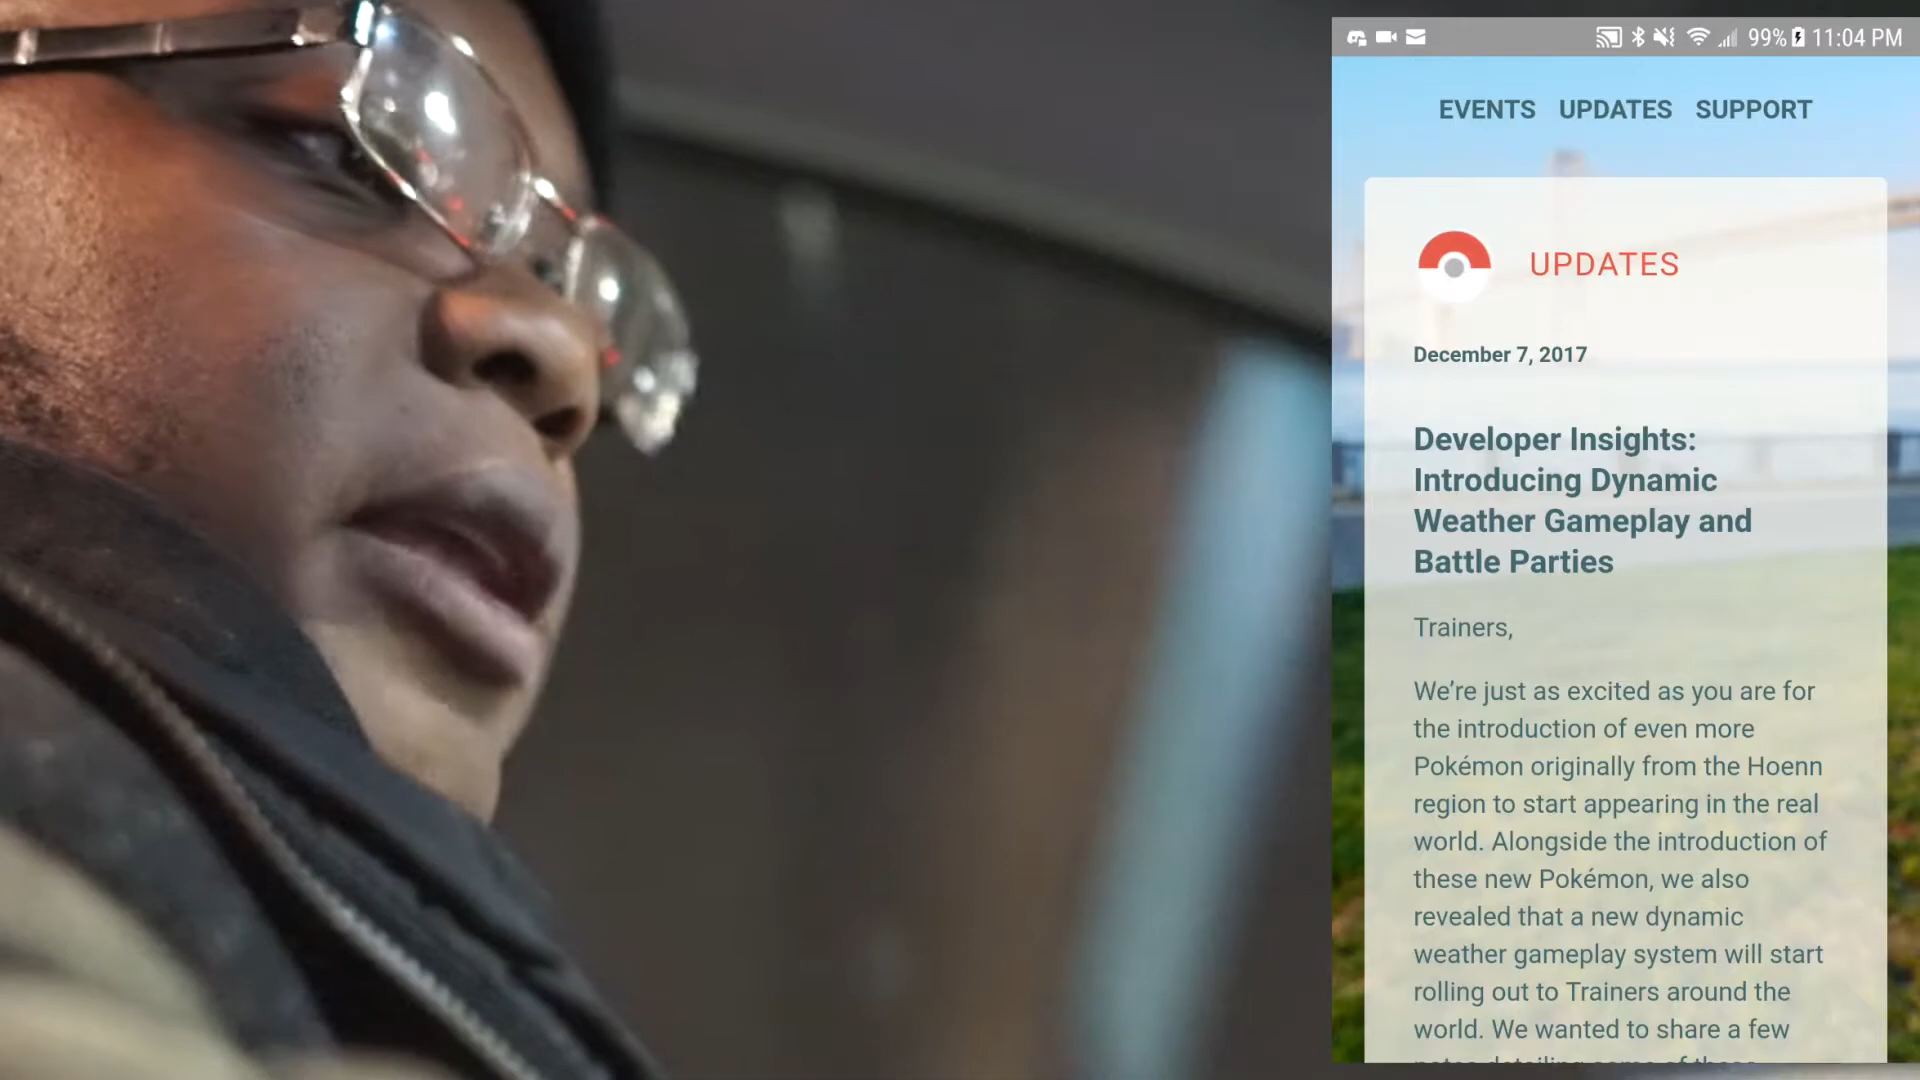 99% 11:04 PM
EVENTS UPDATES SUPPORT
UPDATES
December 7, 2017
Developer Insights:
Introducing Dynamic
Weather Gameplay and
Battle Parties
Trainers,
We're just as excited as you are for
the introduction of even more
Pokémon originally from the Hoenn
region to start appearing in the real
world. Alongside the introduction of
these new Pokémon, we also
revealed that a new dynamic
weather gameplay system will start
rolling out to Trainers around the
world. We wanted to share a few